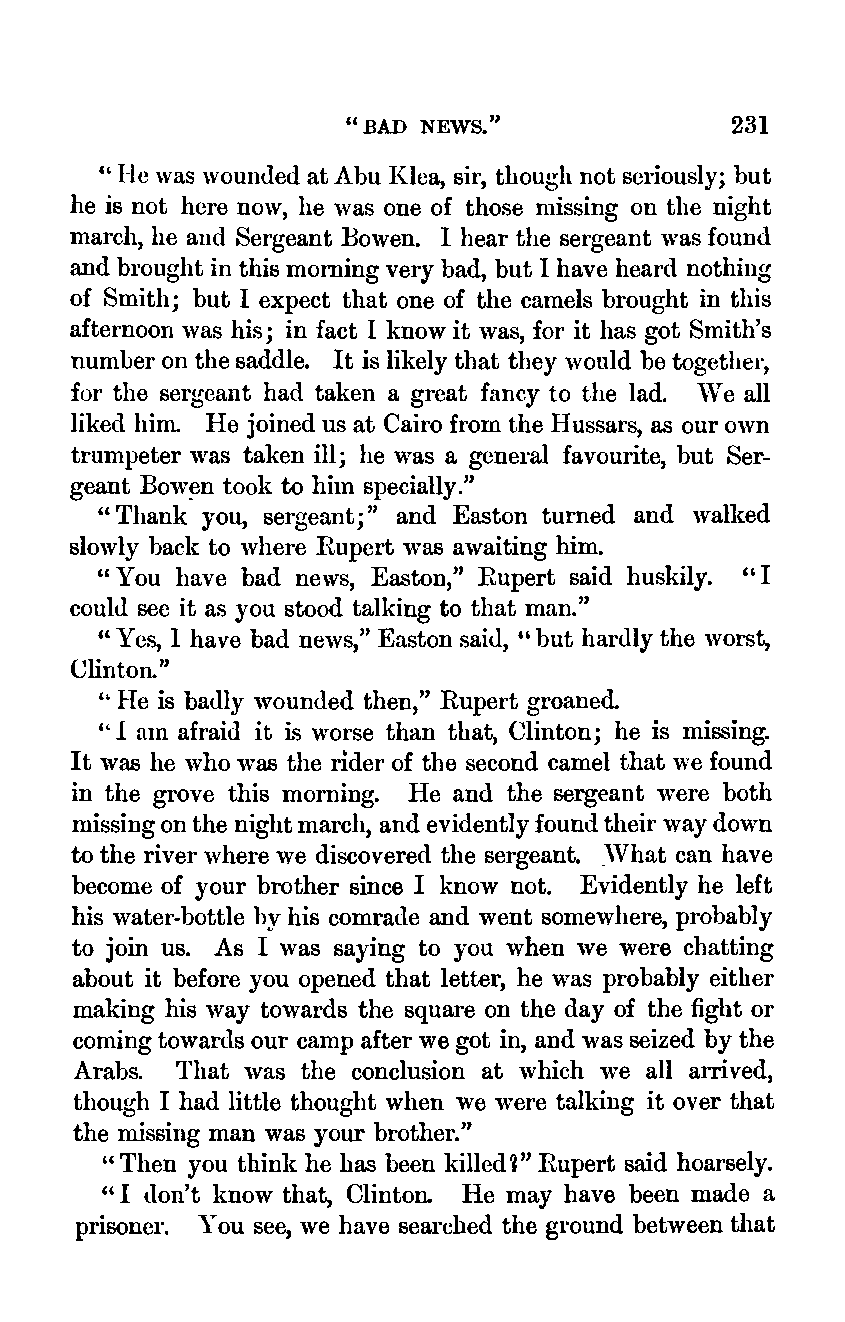 "BAD NEWS." 231
"He was wounded at Abu Klea, sir, though not seriously; but
he is not here now, he was one of those missing on the night
march, he and Sergeant Bowen. I hear the sergeant was found
and brought in this morning very bad, but I have heard nothing
of Smith; but I expect that one of the camels brought in this
afternoon was his; in fact I know it was, for it has got Smith's
number on the saddle. It is likely that they would be together,
for the sergeant had taken a great fancy to the lad. We all
liked him. He joined us at Cairo from the Hussars, as our own
trumpeter was taken ill; he was a general favourite, but Ser-
geant Bowen took to him specially."
"Thank you, sergeant;" and Easton turned and walked
slowly back to where Rupert was awaiting him.
"You have bad news, Easton," Rupert said huskily. "I
could see it as you stood talking to that man."
"Yes, I have bad news," Easton said, "but hardly the worst,
Clinton."
"He is badly wounded then," Rupert groaned.
"I am afraid it is worse than that, Clinton; he is missing.
It was he who was the rider of the second camel that we found
in the grove this morning. He and the sergeant were both
missing on the night march, and evidently found their way down
to the river where we discovered the sergeant. What can have
become of your brother since I know not. Evidently he left
his water-bottle by his comrade and went somewhere, probably
to join us. As I was saying to you when we were chatting
about it before you opened that letter, he was probably either
making his way towards the square on the day of the fight or
coming towards our camp after we got in, and was seized by the
Arabs. That was the conclusion at which we all arrived,
though I had little thought when we were talking it over that
the missing man was your brother."
"Then you think he has been killed?" Rupert said hoarsely.
"I don't know that, Clinton. He may have been made a
prisoner. You see, we have searched the ground between that